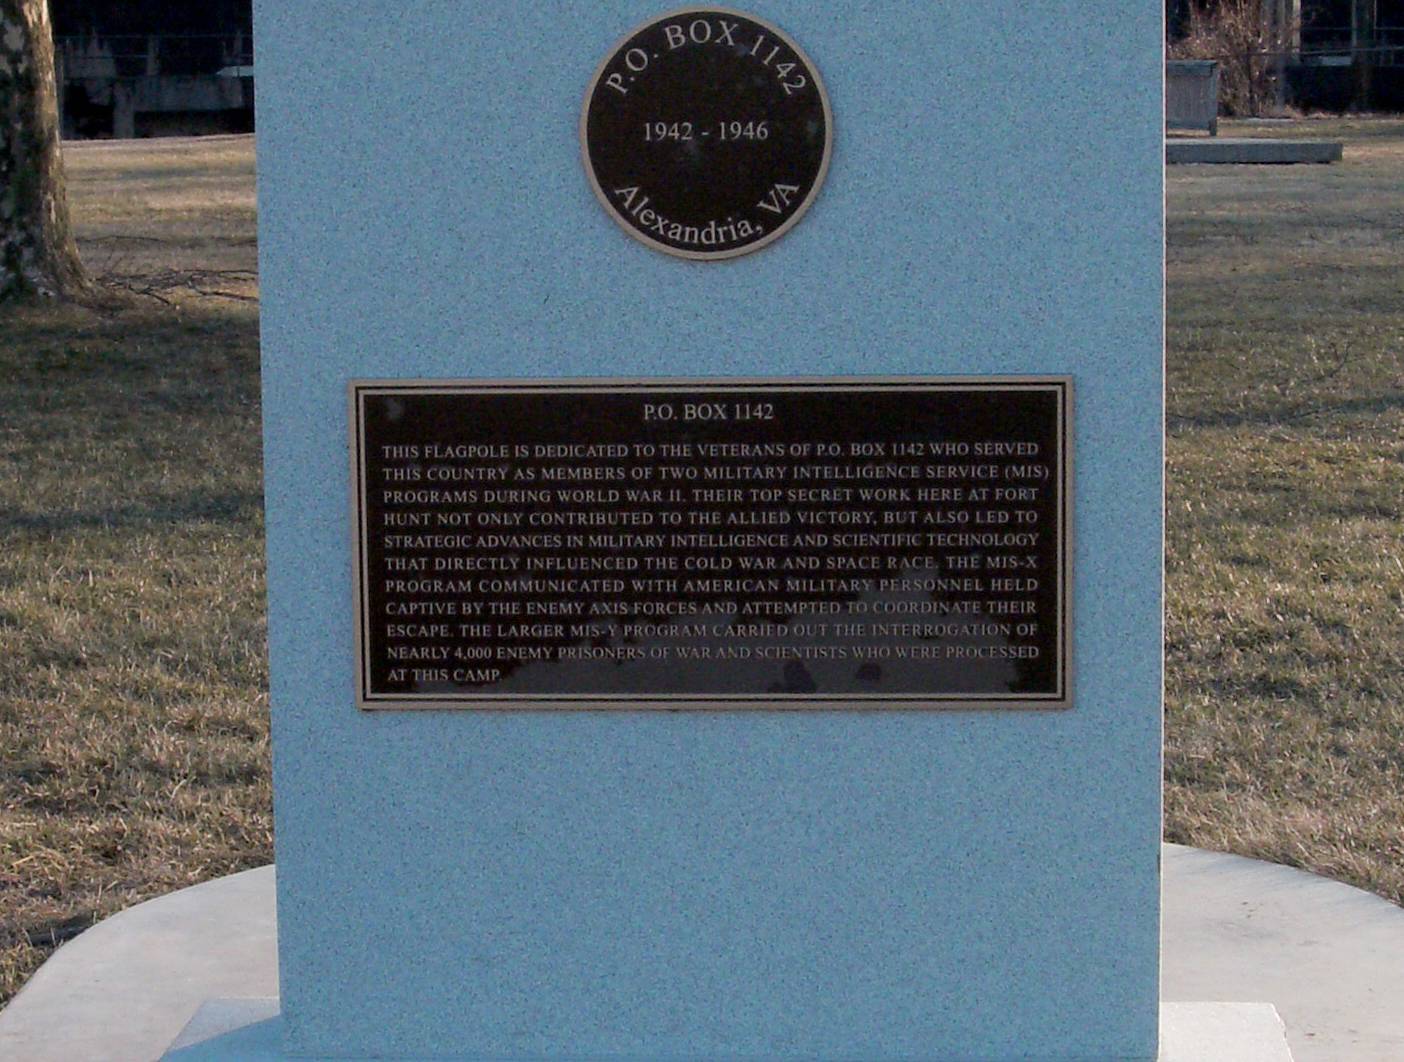 P.O. BOX 1142
1942 - 1946
Alexandria, VA
P.O. BOX 1142
THIS FLAGPOLE IS DEDICATED TO THE VETERANS OF P.O. BOX 1142 WHO SERVED
THIS COUNTRY AS MEMBERS OF TWO MILITARY INTELLIGENCE SERVICE (MIS)
PROGRAMS DURING WORLD WAR II. THEIR TOP SECRET WORK HERE AT FORT
HUNT NOT ONLY CONTRIBUTED TO THE ALLIED VICTORY, BUT ALSO LED TO
STRATEGIC ADVANCES IN MILITARY INTELLIGENCE AND SCIENTIFIC TECHNOLOGY
THAT DIRECTLY INFLUENCED THE COLD WAR AND SPACE RACE. THE MIS-X
PROGRAM COMMUNICATED WITH AMERICAN MILITARY PERSONNEL HELD
CAPTIVE BY THE ENEMY AXIS FORCES AND ATTEMPTED TO COORDINATE THEIR
ESCAPE. THE LARGER MIS-Y PROGRAM CARRIED OUT THE INTERROGATION OF
NEARLY 4,000 ENEMY PRISONERS OF WAR AND SCIENTISTS WHO WERE PROCESSED
AT THIS CAMP.